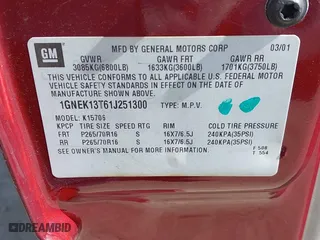 GM
MFD BY GENERAL MOTORS CORP 03/01
GVWR GAWR FRT GAWR RR
3085KG(6800LB) 1633KG(3600LB) 1701KG(3750LB)
THIS VEHICLE CONFORMS TO ALL APPLICABLE U.S. FEDERAL MOTOR
VEHICLE SAFETY STANDARDS IN EFFECT ON THE DATE OF
MANUFACTURE SHOWN ABOVE.
1GNEK13T61J251300 TYPE: M.P.V.
MODEL: K15706
KPCP TIRE SIZE SPEED RTG RIM COLD TIRE PRESSURE
FRT P265/70R16 S 16X7/6.5J 240KPA(35PSI)
RR P265/70R16 S 16X7/6.5J 240KPA(35PSI)
SEE OWNER'S MANUAL FOR MORE INFORMATION.
F 508
T 504